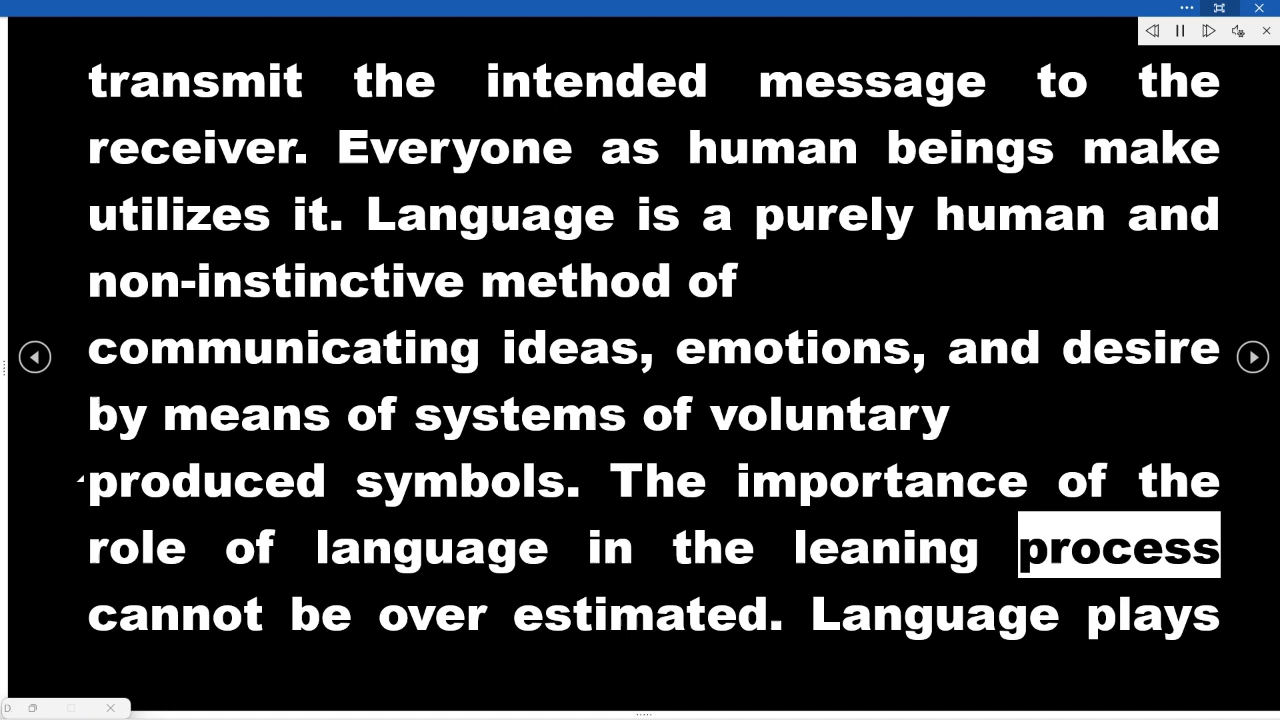 transmit the intended message to the
receiver. Everyone as human beings make
utilizes it. Language is a purely human and
non-instinctive method of
communicating ideas, emotions, and desire
by means of systems of voluntary
produced symbols. The importance of the
role of language in the leaning process
cannot be over estimated. Language plays
D